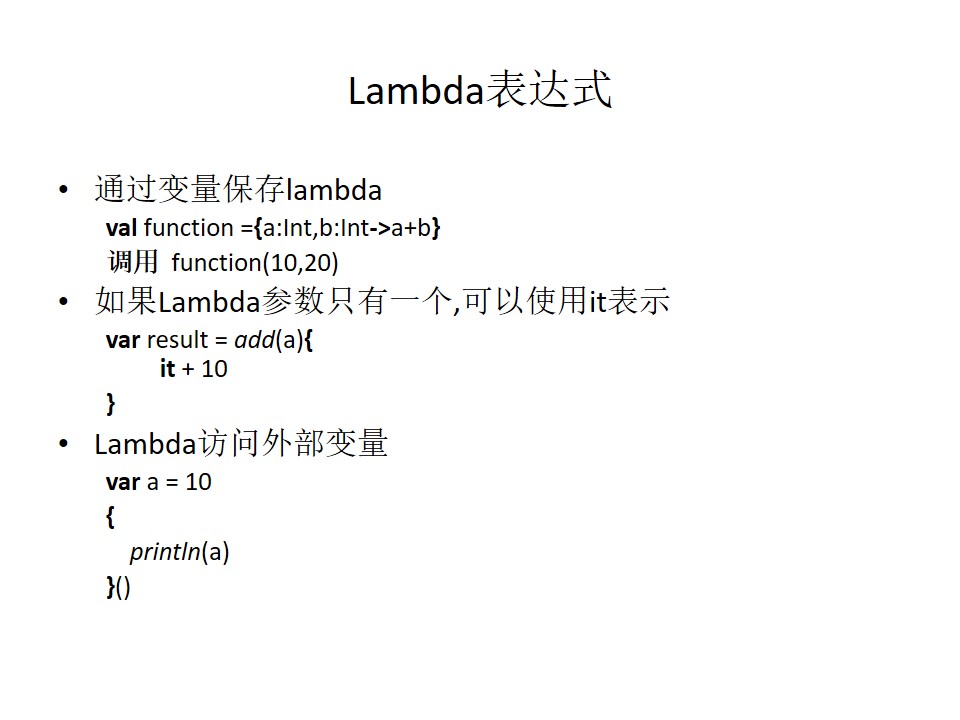 Lambda表达式
• 通过变量保存lambda
val function ={a:Int,b:Int->a+b}
调用 function(10,20)
• 如果Lambda参数只有一个,可以使用it表示
var result = add(a){
it + 10
}
• Lambda访问外部变量
var a = 10
{
println(a)
}()